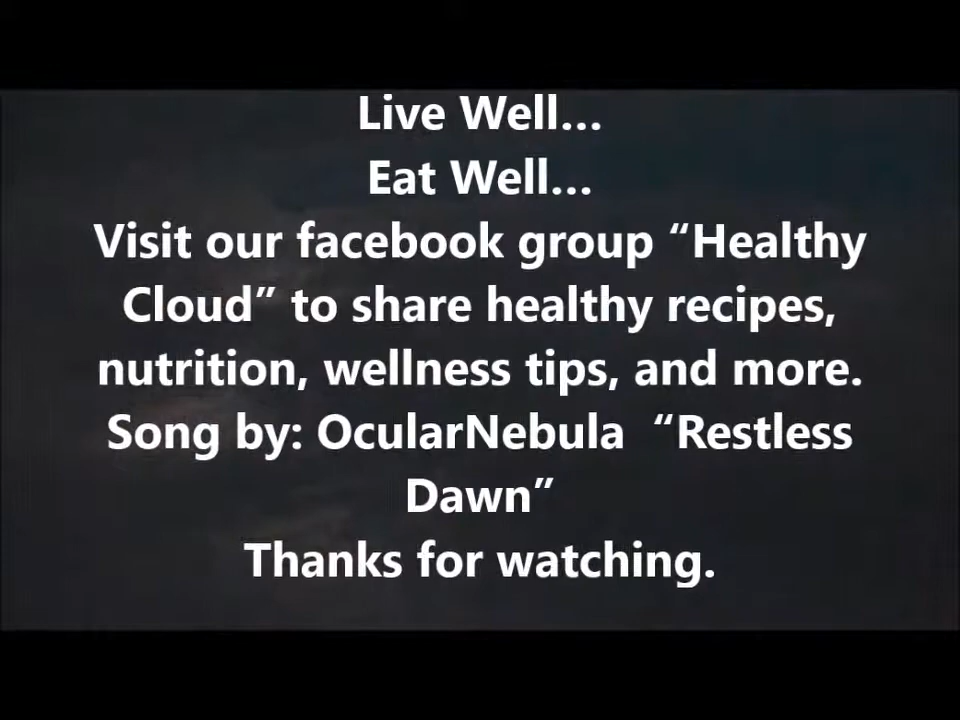 Live Well...
Eat Well...
Visit our facebook group “Healthy
Cloud” to share healthy recipes,
nutrition, wellness tips, and more.
Song by: OcularNebula  “Restless
Dawn”
Thanks for watching.